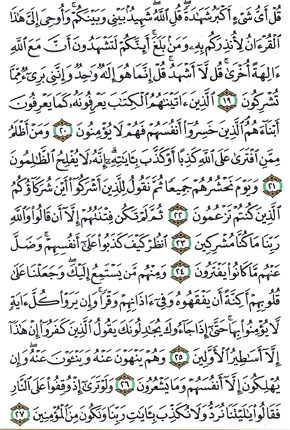 قُلْ أَيُّ شَيْءٍ أَكْبَرُ شَهَٰدَةً ۖ قُلِ ٱللَّهُ ۖ شَهِيدٌۢ بَيْنِي وَبَيْنَكُمْ ۚ وَأُوحِيَ إِلَيَّ هَٰذَا
ٱلْقُرْءَانُ لِأُنذِرَكُم بِهِۦ وَمَنۢ بَلَغَ ۚ أَئِنَّكُمْ لَتَشْهَدُونَ أَنَّ مَعَ ٱللَّهِ
ءَالِهَةً أُخْرَىٰ ۚ قُل لَّآ أَشْهَدُ ۚ قُلْ إِنَّمَا هُوَ إِلَٰهٌ وَٰحِدٌ وَإِنَّنِي بَرِيٓءٌ مِّمَّا
تُشْرِكُونَ ١٩ ٱلَّذِينَ ءَاتَيْنَٰهُمُ ٱلْكِتَٰبَ يَعْرِفُونَهُۥ كَمَا يَعْرِفُونَ
أَبْنَآءَهُمُ ۘ ٱلَّذِينَ خَسِرُوٓا۟ أَنفُسَهُمْ فَهُمْ لَا يُؤْمِنُونَ ٢٠ وَمَنْ أَظْلَمُ
مِمَّنِ ٱفْتَرَىٰ عَلَى ٱللَّهِ كَذِبًا أَوْ كَذَّبَ بِـَٔايَٰتِهِۦٓ ۗ إِنَّهُۥ لَا يُفْلِحُ ٱلظَّٰلِمُونَ
٢١ وَيَوْمَ نَحْشُرُهُمْ جَمِيعًا ثُمَّ نَقُولُ لِلَّذِينَ أَشْرَكُوٓا۟ أَيْنَ شُرَكَآؤُكُمُ
ٱلَّذِينَ كُنتُمْ تَزْعُمُونَ ٢٢ ثُمَّ لَمْ تَكُن فِتْنَتُهُمْ إِلَّآ أَن قَالُوا۟ وَٱللَّهِ
رَبِّنَا مَا كُنَّا مُشْرِكِينَ ٢٣ ٱنظُرْ كَيْفَ كَذَبُوا۟ عَلَىٰٓ أَنفُسِهِمْ ۚ وَضَلَّ
عَنْهُم مَّا كَانُوا۟ يَفْتَرُونَ ٢٤ وَمِنْهُم مَّن يَسْتَمِعُ إِلَيْكَ ۖ وَجَعَلْنَا عَلَىٰ
قُلُوبِهِمْ أَكِنَّةً أَن يَفْقَهُوهُ وَفِيٓ ءَاذَانِهِمْ وَقْرًا ۚ وَإِن يَرَوْا۟ كُلَّ ءَايَةٍ
لَّا يُؤْمِنُوا۟ بِهَا ۚ حَتَّىٰٓ إِذَا جَآءُوكَ يُجَٰدِلُونَكَ يَقُولُ ٱلَّذِينَ كَفَرُوٓا۟ إِنْ هَٰذَآ
إِلَّآ أَسَٰطِيرُ ٱلْأَوَّلِينَ ٢٥ وَهُمْ يَنْهَوْنَ عَنْهُ وَيَنْـَٔوْنَ عَنْهُ ۖ وَإِن
يُهْلِكُونَ إِلَّآ أَنفُسَهُمْ وَمَا يَشْعُرُونَ ٢٦ وَلَوْ تَرَىٰٓ إِذْ وُقِفُوا۟ عَلَى ٱلنَّارِ
فَقَالُوا۟ يَٰلَيْتَنَا نُرَدُّ وَلَا نُكَذِّبَ بِـَٔايَٰتِ رَبِّنَا وَنَكُونَ مِنَ ٱلْمُؤْمِنِينَ ٢٧